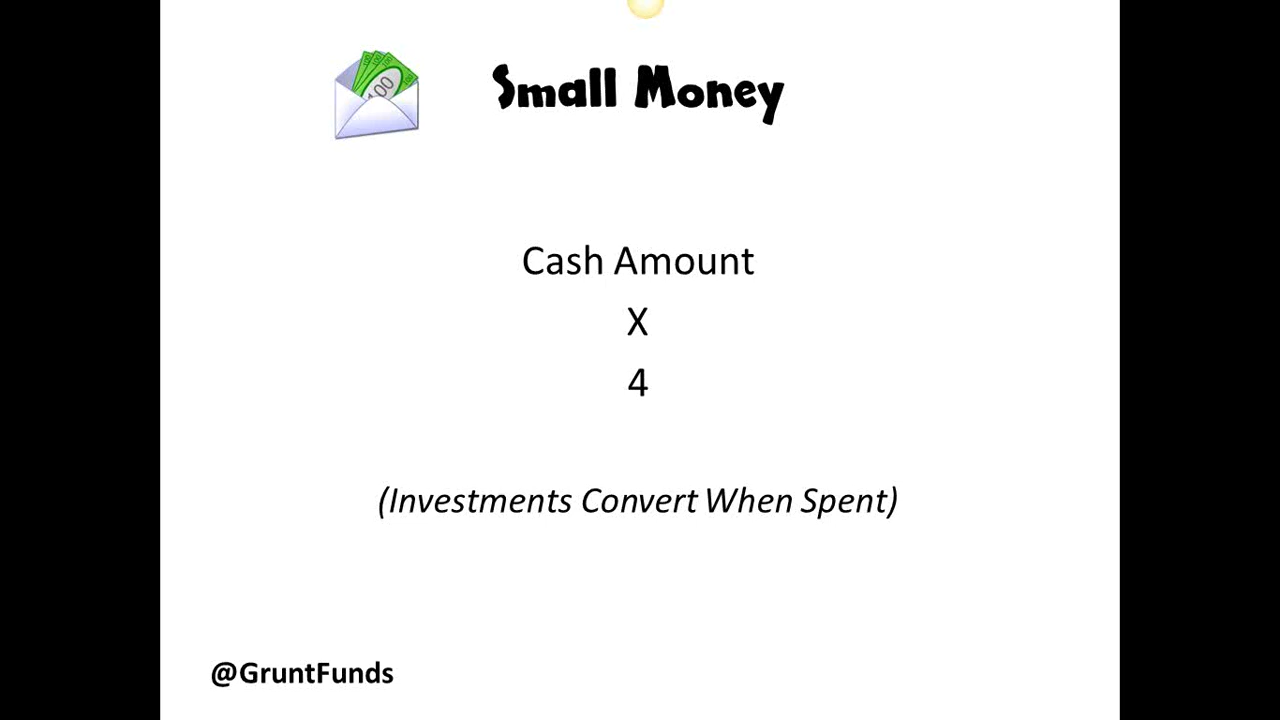 Small Money
Cash Amount
X
4
(Investments Convert When Spent)
@GruntFunds